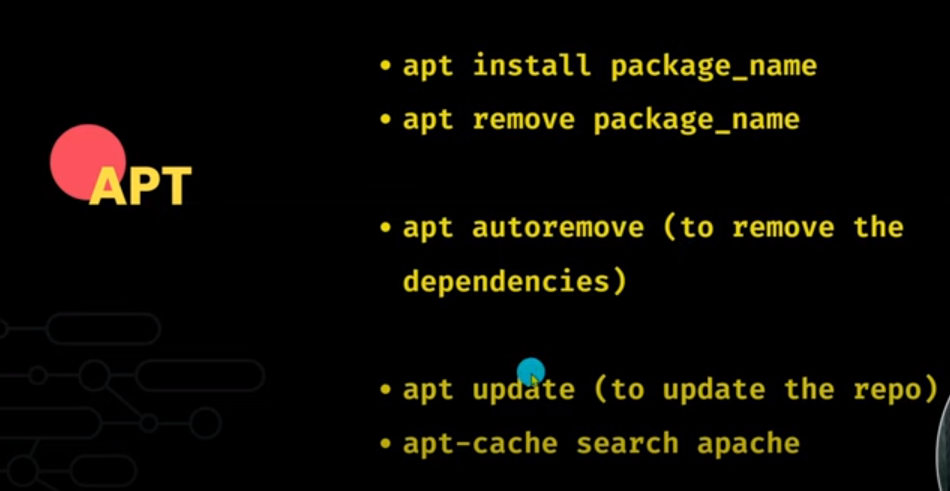 APT
• apt install package_name
• apt remove package_name
• apt autoremove (to remove the
dependencies)
• apt update (to update the repo)
• apt-cache search apache